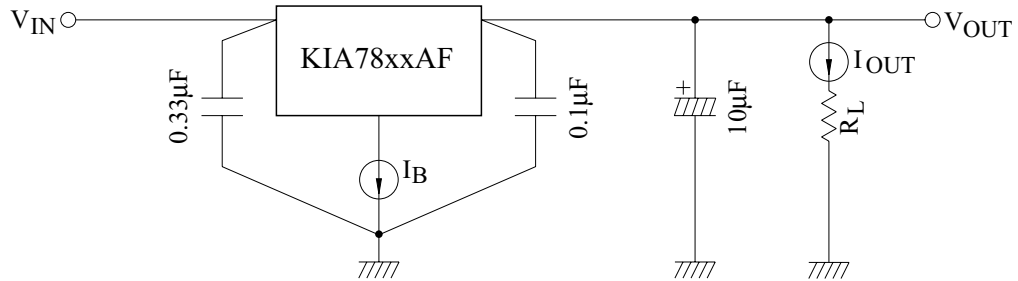 VIN
VOUT
KIA78xxAF
0.33µF
0.1µF
+
10µF
IOUT
RL
IB